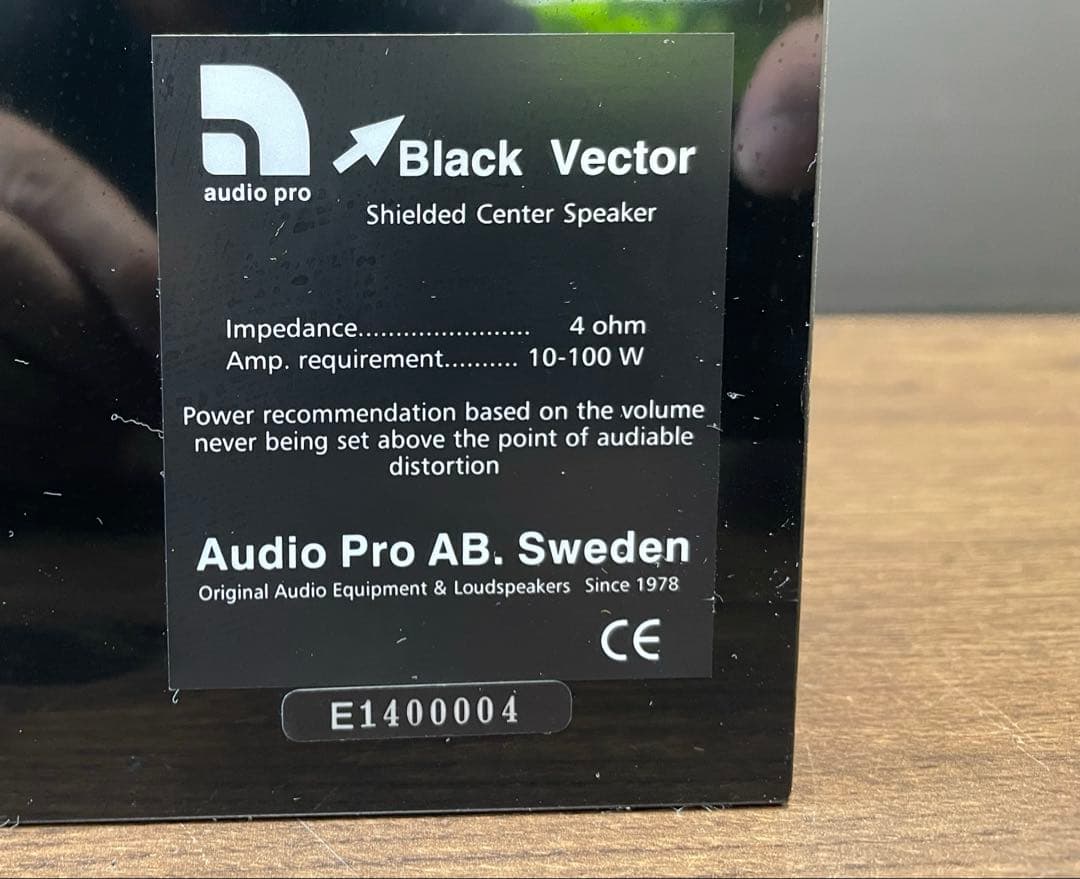 audio pro
Black Vector
Shielded Center Speaker
Impedance....................... 4 ohm
Amp. requirement.......... 10-100 W
Power recommendation based on the volume
never being set above the point of audiable
distortion
Audio Pro AB. Sweden
Original Audio Equipment & Loudspeakers Since 1978
CE
E1400004